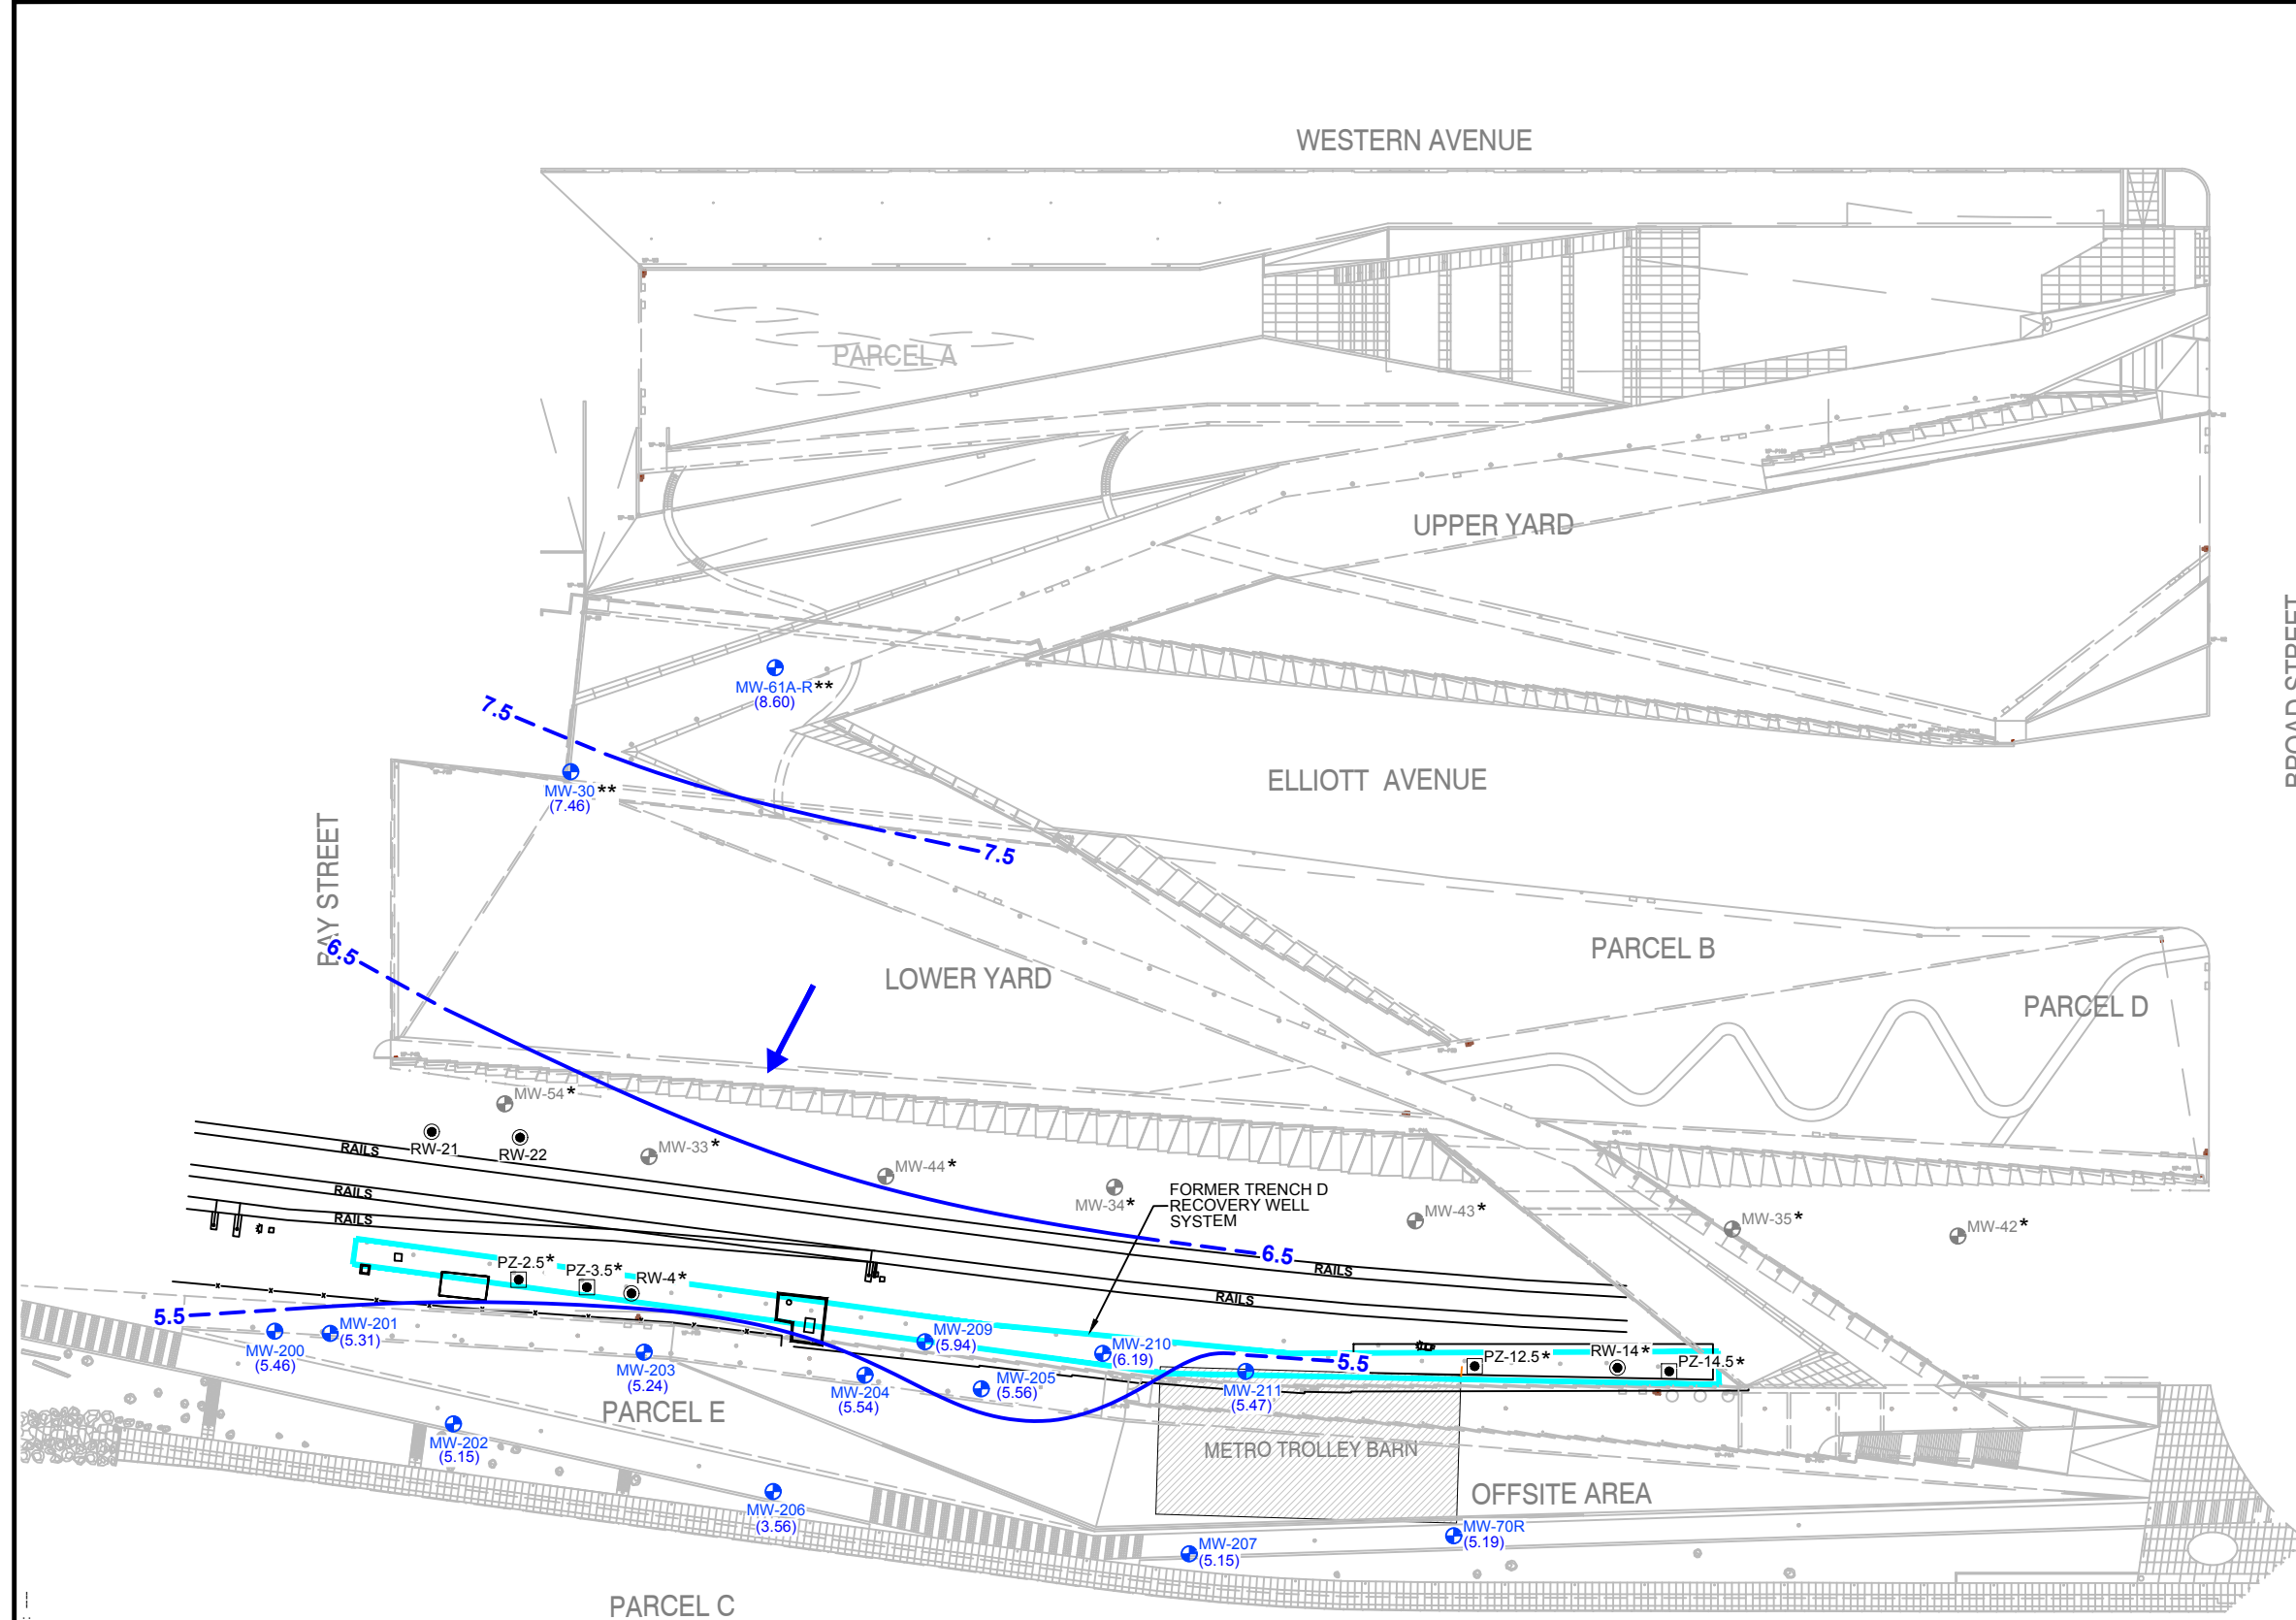 WESTERN AVENUE
PARCEL A
UPPER YARD
BROAD STREET
MW-61A-R**
(8.60)
7.5
MW-30**
(7.46)
ELLIOTT AVENUE
7.5
BAY STREET
6.5
LOWER YARD
PARCEL B
PARCEL D
MW-54*
RW-21
RW-22
MW-33*
MW-44*
MW-34*
FORMER TRENCH D
RECOVERY WELL
SYSTEM
MW-43*
MW-35*
MW-42*
RAILS
RAILS
RAILS
6.5
RAILS
RAILS
PZ-2.5*
PZ-3.5*
RW-4*
5.5
MW-200
(5.46)
MW-201
(5.31)
MW-203
(5.24)
MW-204
(5.54)
MW-209
(5.94)
MW-205
(5.56)
MW-210
(6.19)
MW-211
(5.47)
5.5
PZ-12.5*
RW-14*
PZ-14.5*
PARCEL E
MW-202
(5.15)
METRO TROLLEY BARN
MW-206
(3.56)
OFFSITE AREA
MW-207
(5.15)
MW-70R
(5.19)
PARCEL C